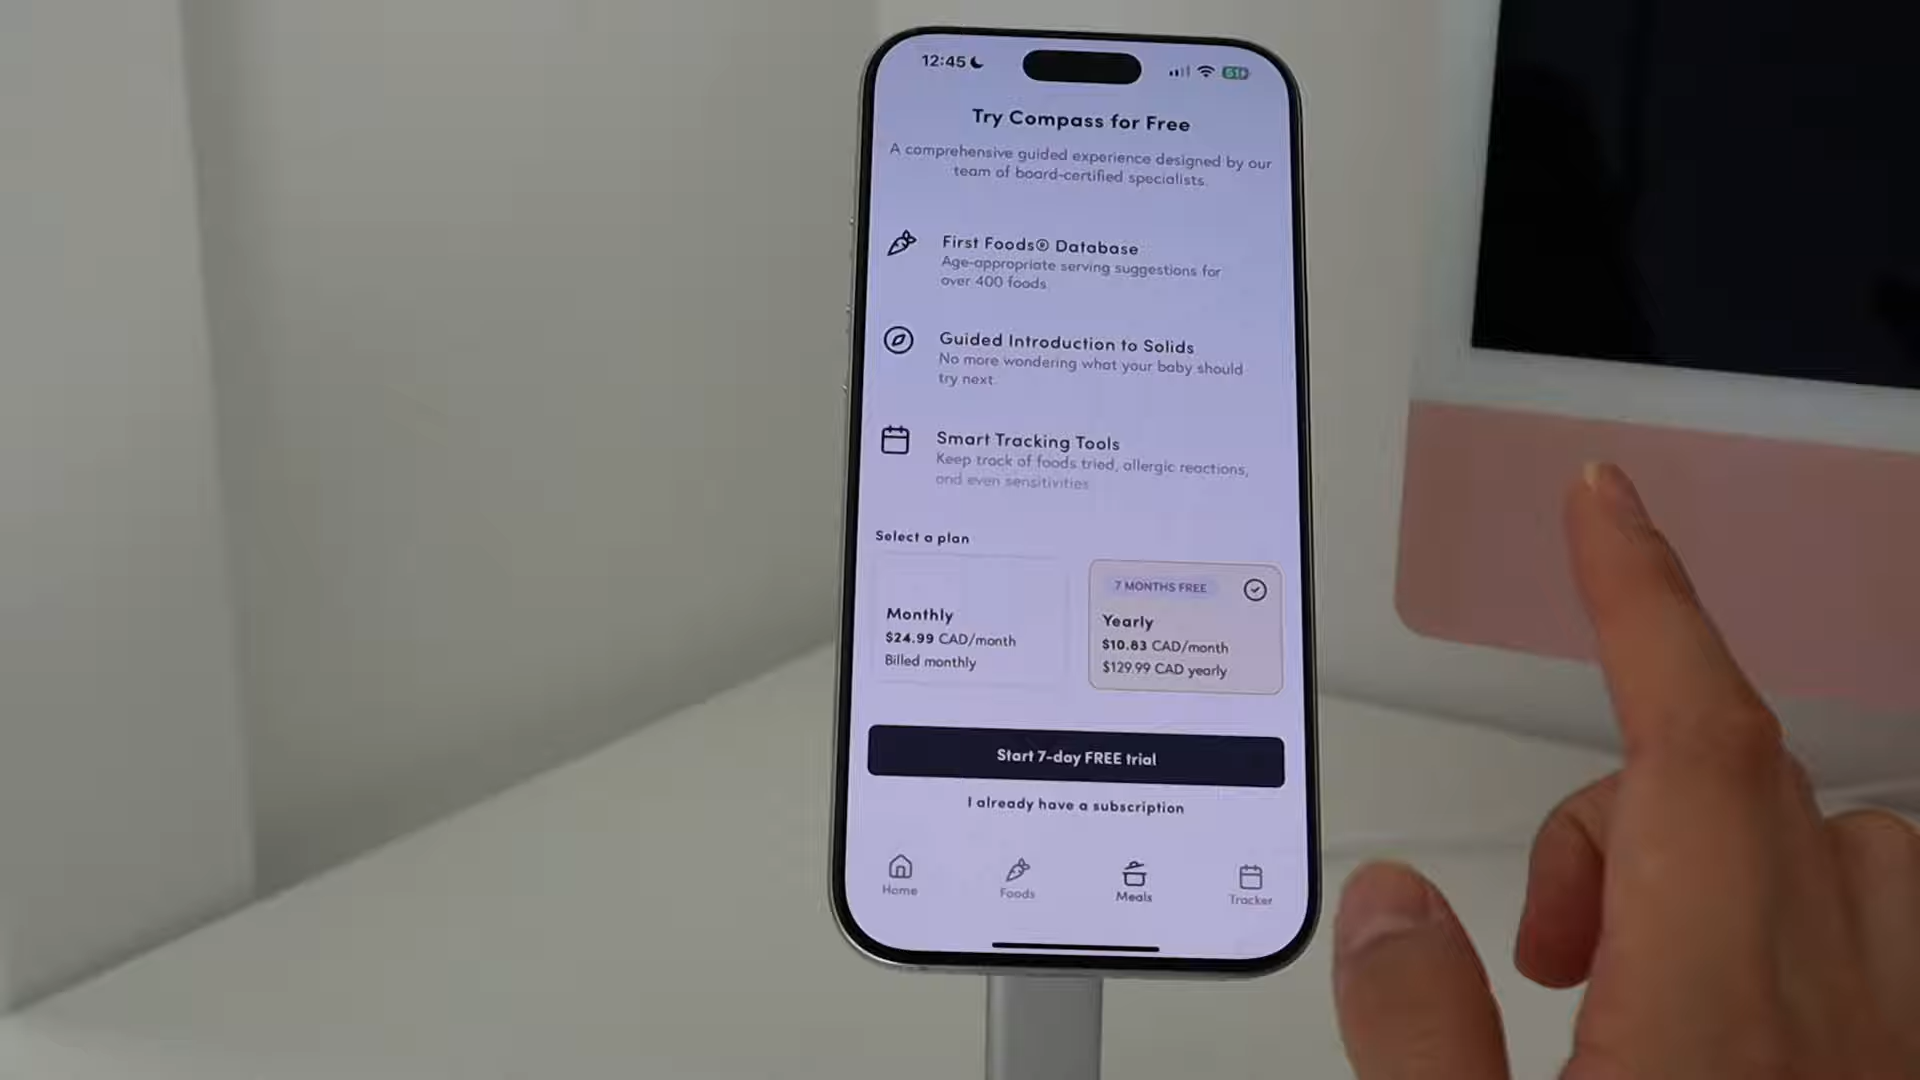 12:45
61
Try Compass for Free
A comprehensive guided experience designed by our
team of board-certified specialists.
First Foods® Database
Age-appropriate serving suggestions for
over 400 foods
Guided Introduction to Solids
No more wondering what your baby should
try next
Smart Tracking Tools
Keep track of foods tried, allergic reactions,
and even sensitivities
Select a plan
Monthly
$24.99 CAD/month
Billed monthly
7 MONTHS FREE
Yearly
$10.83 CAD/month
$129.99 CAD yearly
Start 7-day FREE trial
I already have a subscription
Home
Foods
Meals
Tracker